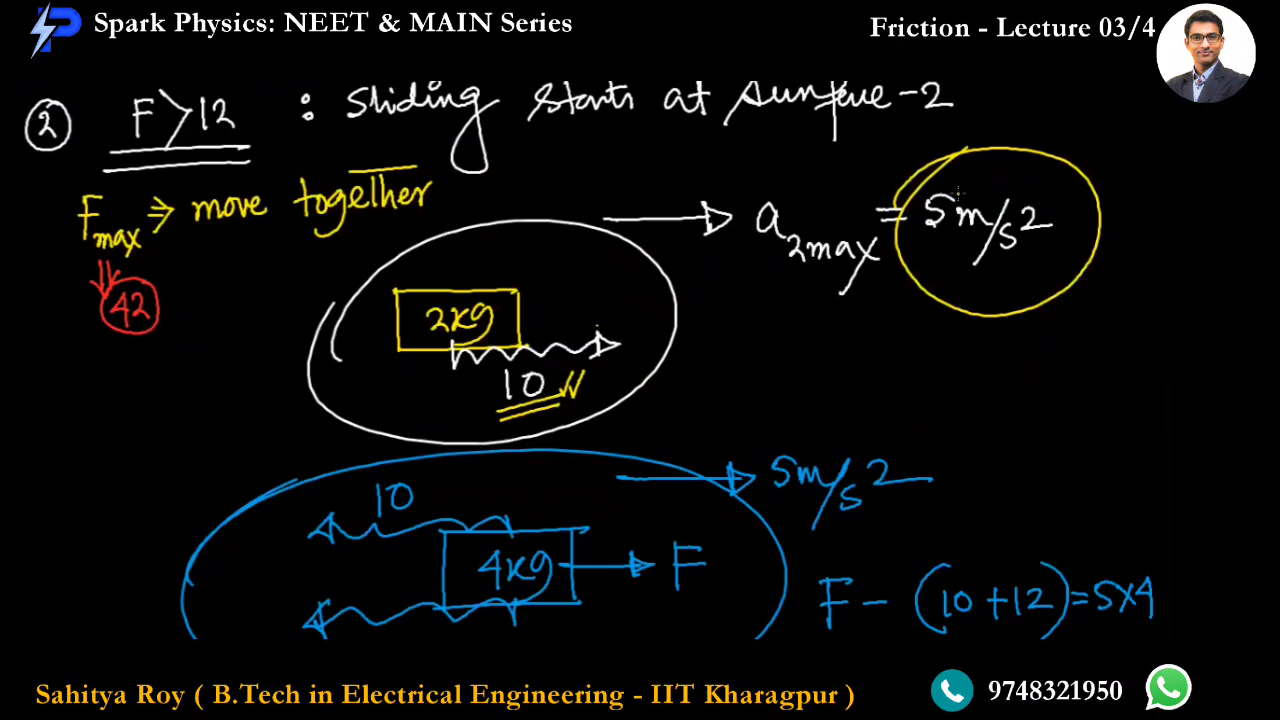 Spark Physics: NEET & MAIN Series
Friction - Lecture 03/4
② F>12 : Sliding starts at surface-2
Fmax ⇒ move together
42
a2max = 5m/s2
2kg
10
10
5m/s2
4kg
F
F - (10+12)=5×4
Sahitya Roy ( B.Tech in Electrical Engineering - IIT Kharagpur )
9748321950